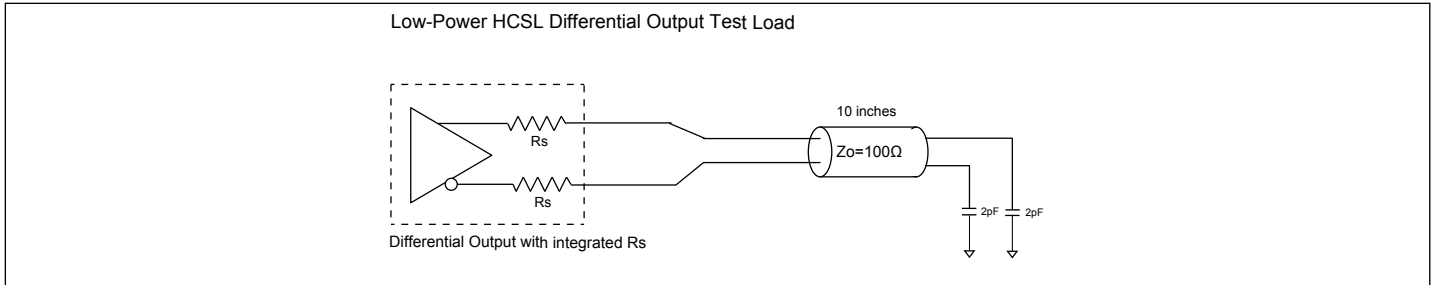 Low-Power HCSL Differential Output Test Load
10 inches
Rs
Zo=100Ω
Rs
2pF
2pF
Differential Output with integrated Rs